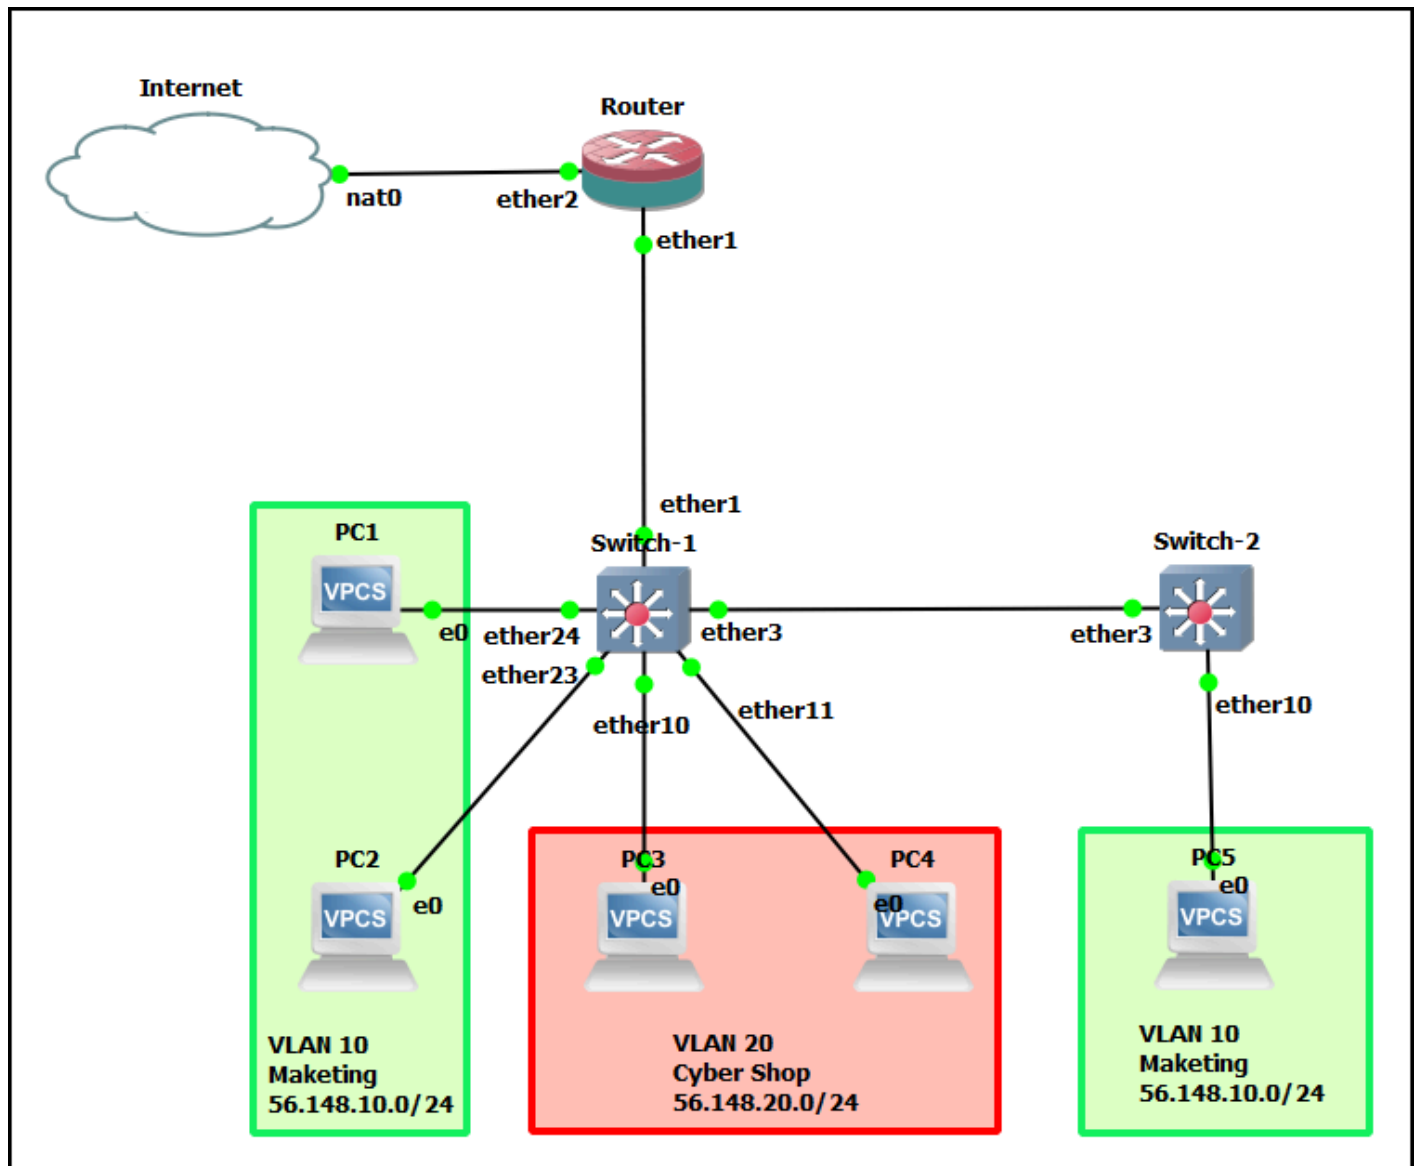 Internet
Router
nat0
ether2
ether1
ether1
Switch-1
Switch-2
PC1
VPCS
e0
ether24
ether3
ether3
ether23
ether10
ether11
ether10
PC2
VPCS
e0
PC3
e0
VPCS
PC4
e0
VPCS
PC5
e0
VPCS
VLAN 10
Maketing
56.148.10.0/24
VLAN 20
Cyber Shop
56.148.20.0/24
VLAN 10
Maketing
56.148.10.0/24